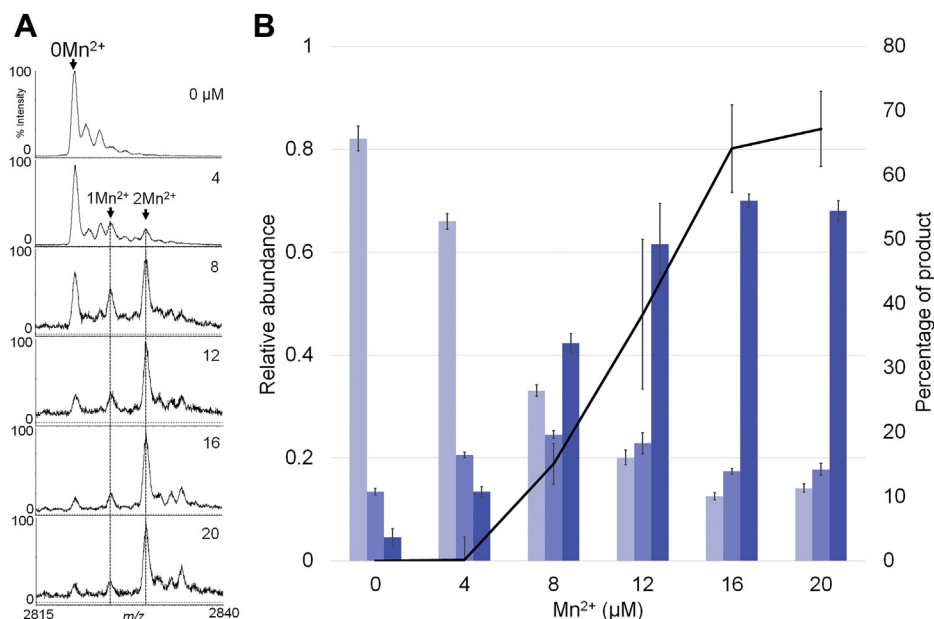 A
0Mn²⁺
100
% Intensity
0
0 μM
100
0
4
1Mn²⁺ 2Mn²⁺
100
0
8
100
0
12
100
0
16
100
0
20
2815 m/z 2840
B
Relative abundance
1
0.8
0.6
0.4
0.2
0
0 4 8 12 16 20
Mn²⁺ (μM)
80
70
60
50
40
30
20
10
0
Percentage of product